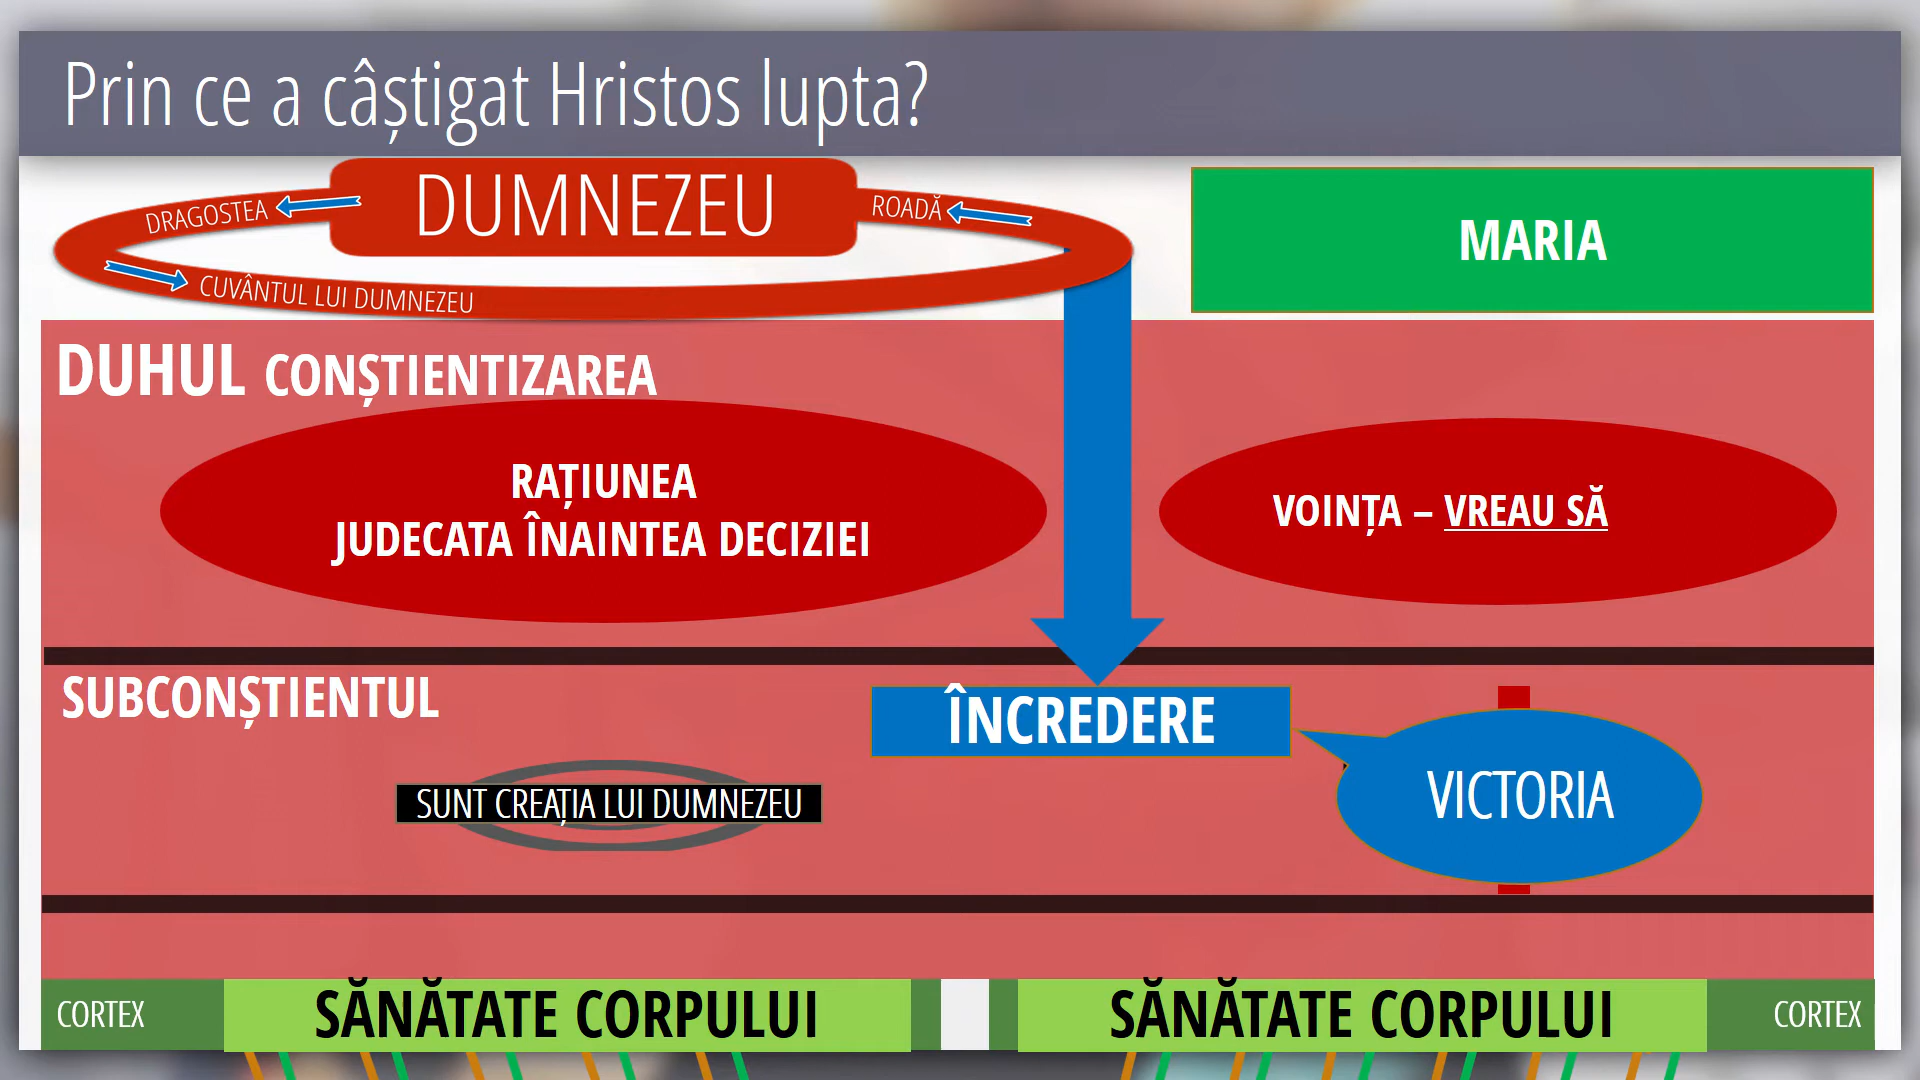 Prin ce a câștigat Hristos lupta?
DUMNEZEU
DRAGOSTEA
ROADĂ
CUVÂNTUL LUI DUMNEZEU
MARIA
DUHUL CONȘTIENTIZAREA
RAȚIUNEA
JUDECATA ÎNAINTEA DECIZIEI
VOINȚA – VREAU SĂ
SUBCONȘTIENTUL
ÎNCREDERE
SUNT CREAȚIA LUI DUMNEZEU
VICTORIA
CORTEX
SĂNĂTATE CORPULUI
SĂNĂTATE CORPULUI
CORTEX